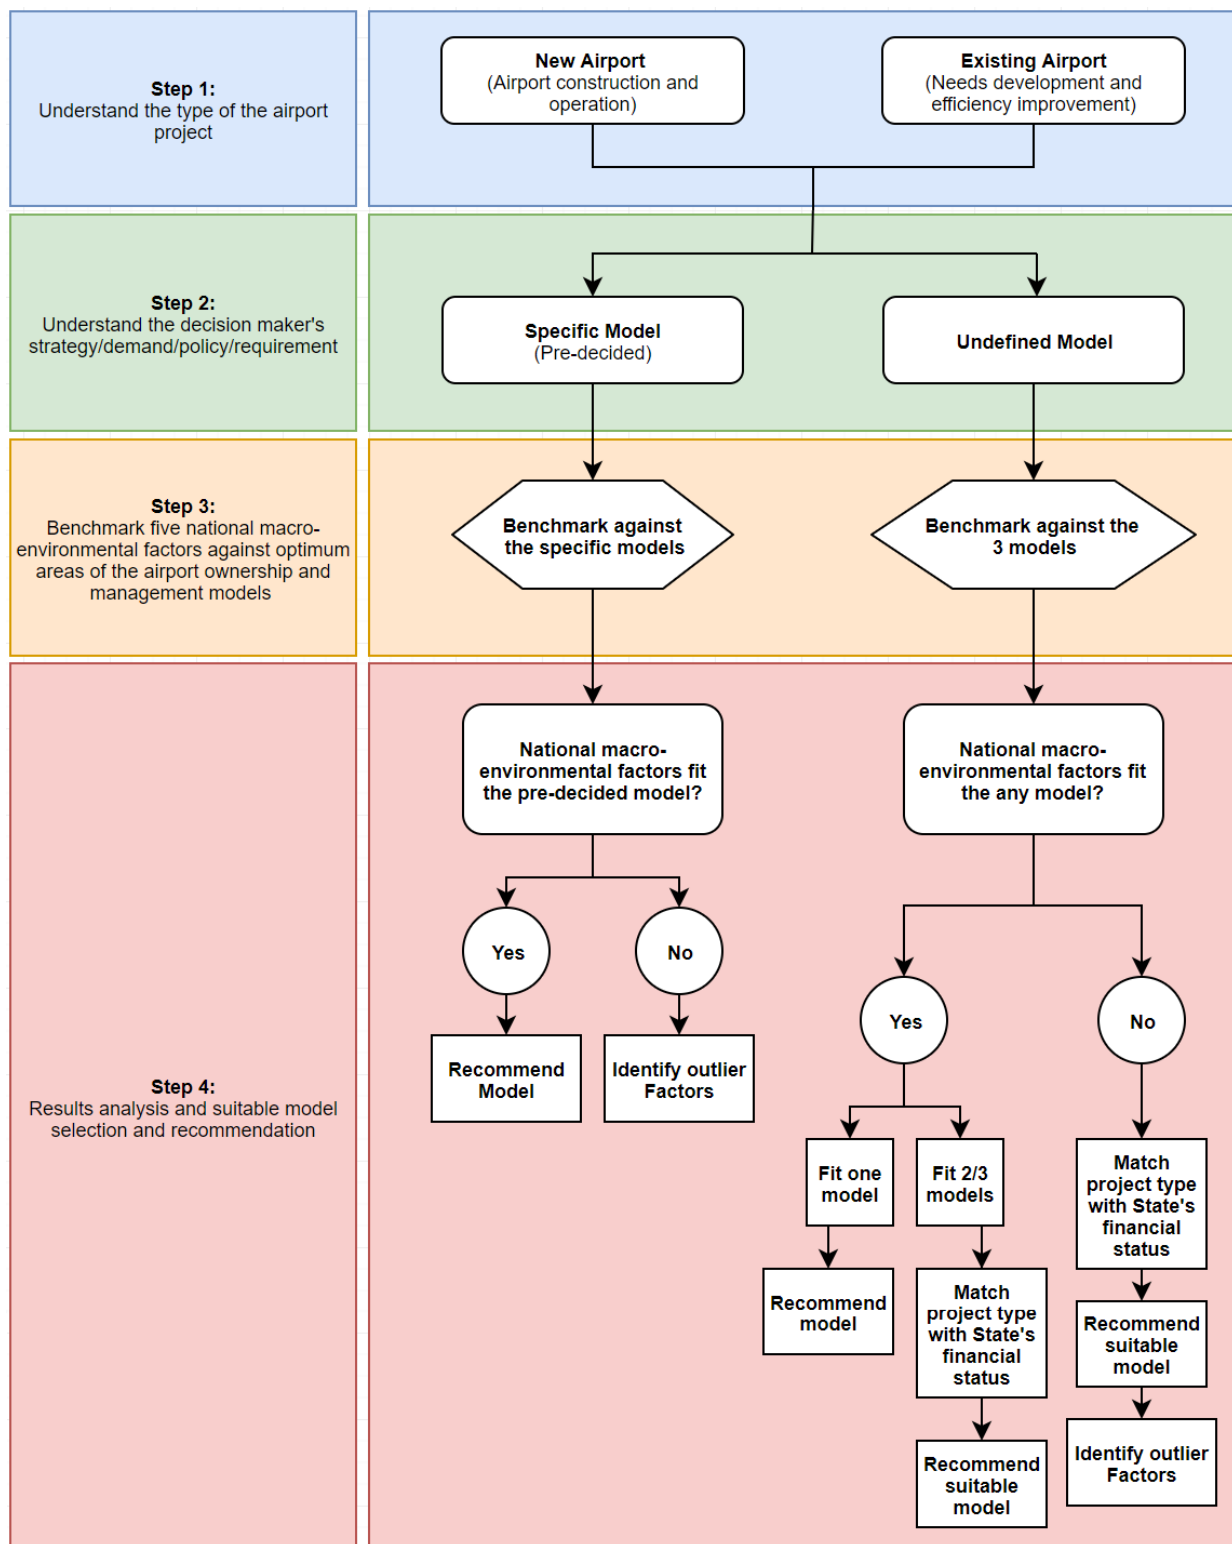 Step 1:
Understand the type of the airport
project
New Airport
(Airport construction and
operation)
Existing Airport
(Needs development and
efficiency improvement)
Step 2:
Understand the decision maker's
strategy/demand/policy/requirement
Specific Model
(Pre-decided)
Undefined Model
Step 3:
Benchmark five national macro-
environmental factors against optimum
areas of the airport ownership and
management models
Benchmark against
the specific models
Benchmark against the
3 models
Step 4:
Results analysis and suitable model
selection and recommendation
National macro-
environmental factors fit
the pre-decided model?
National macro-
environmental factors fit
the any model?
Yes
No
Recommend
Model
Identify outlier
Factors
Yes
No
Fit one
model
Fit 2/3
models
Match
project type
with State's
financial
status
Recommend
model
Match
project type
with State's
financial
status
Recommend
suitable
model
Recommend
suitable
model
Identify outlier
Factors